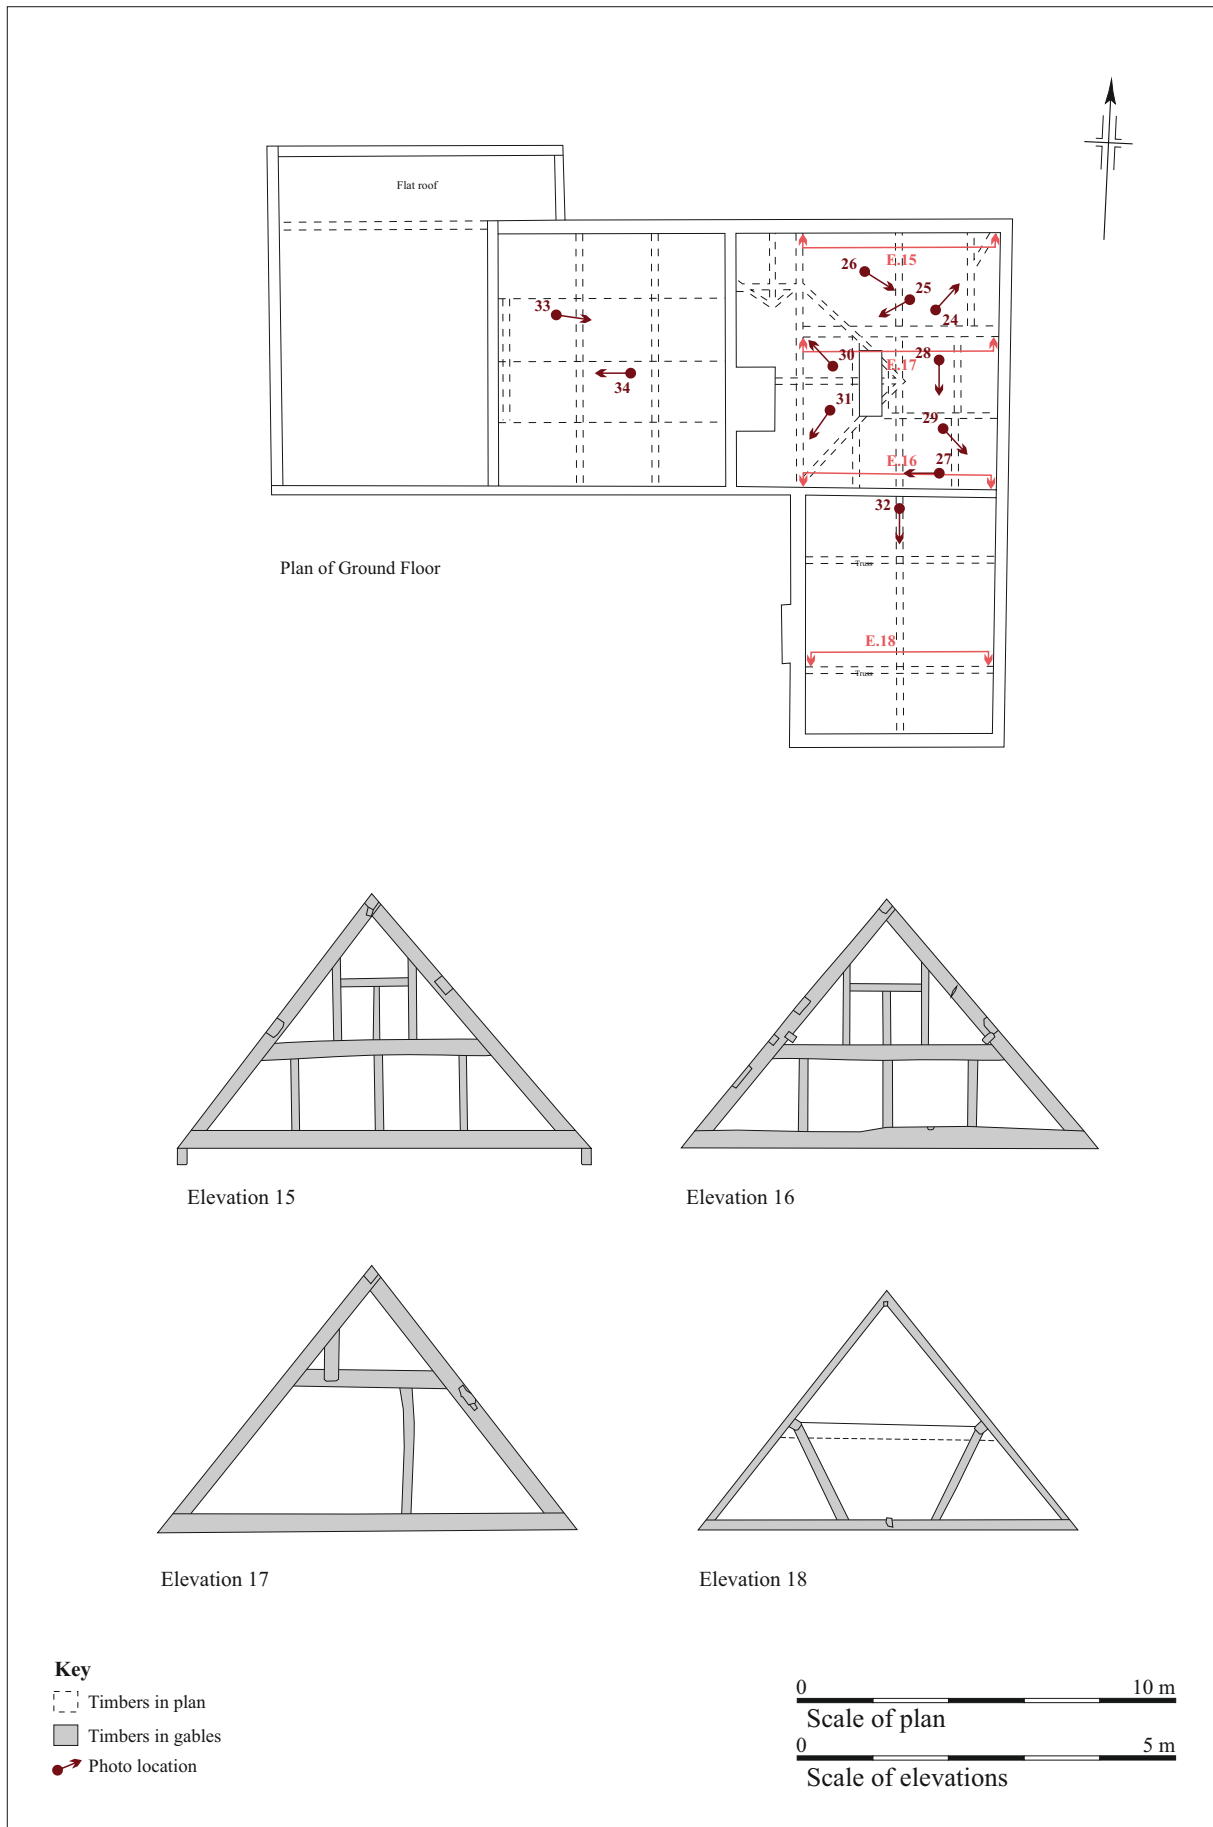 Flat roof
26
E.15
25
24
33
30
28
E.17
34
31
29
E.16
27
32
Plan of Ground Floor
Truss
E.18
Truss
Elevation 15
Elevation 16
Elevation 17
Elevation 18
Key
Timbers in plan
Timbers in gables
Photo location
0 10 m
Scale of plan
0 5 m
Scale of elevations